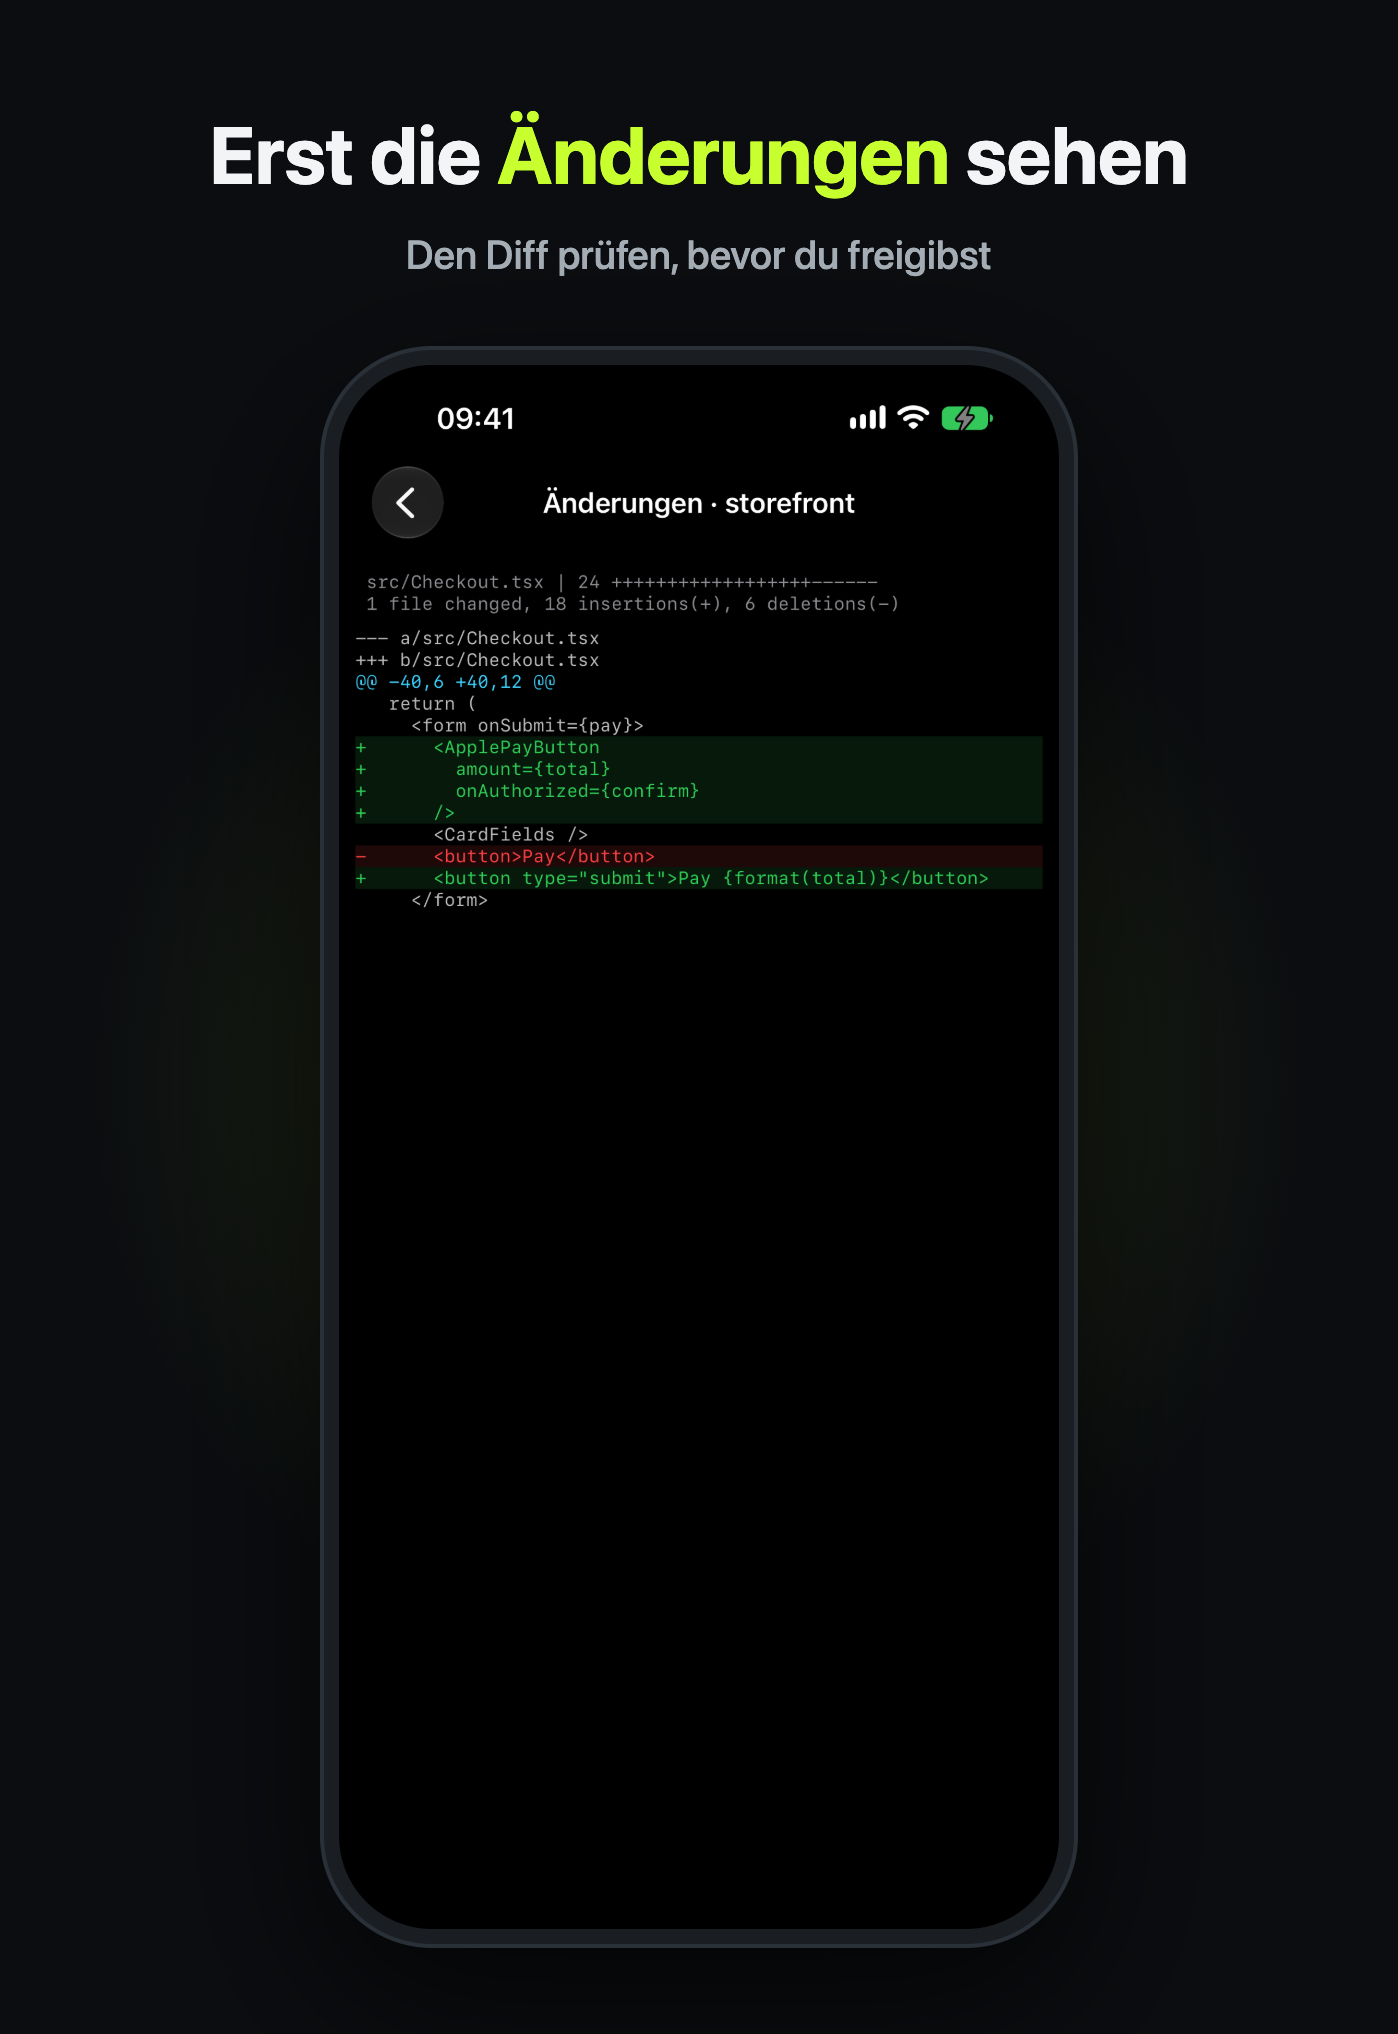 Erst die Änderungen sehen
Den Diff prüfen, bevor du freigibst
09:41
Änderungen · storefront
src/Checkout.tsx | 24 ++++++++++++++++++------
1 file changed, 18 insertions(+), 6 deletions(-)
--- a/src/Checkout.tsx
+++ b/src/Checkout.tsx
@@ -40,6 +40,12 @@
   return (
     <form onSubmit={pay}>
+      <ApplePayButton
+        amount={total}
+        onAuthorized={confirm}
+      />
       <CardFields />
-      <button>Pay</button>
+      <button type="submit">Pay {format(total)}</button>
     </form>